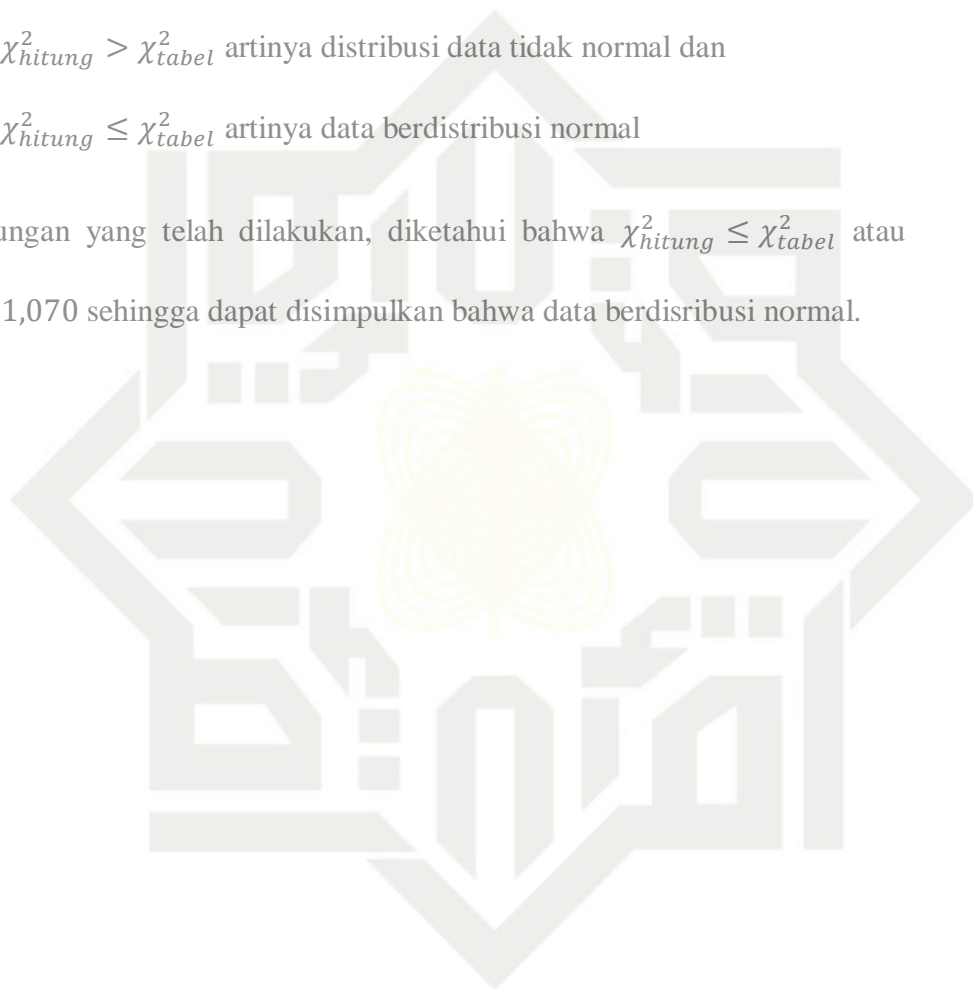 χ²hitung > χ²tabel artinya distribusi data tidak normal dan
χ²hitung ≤ χ²tabel artinya data berdistribusi normal
ungan yang telah dilakukan, diketahui bahwa χ²hitung ≤ χ²tabel atau
1,070 sehingga dapat disimpulkan bahwa data berdisribusi normal.